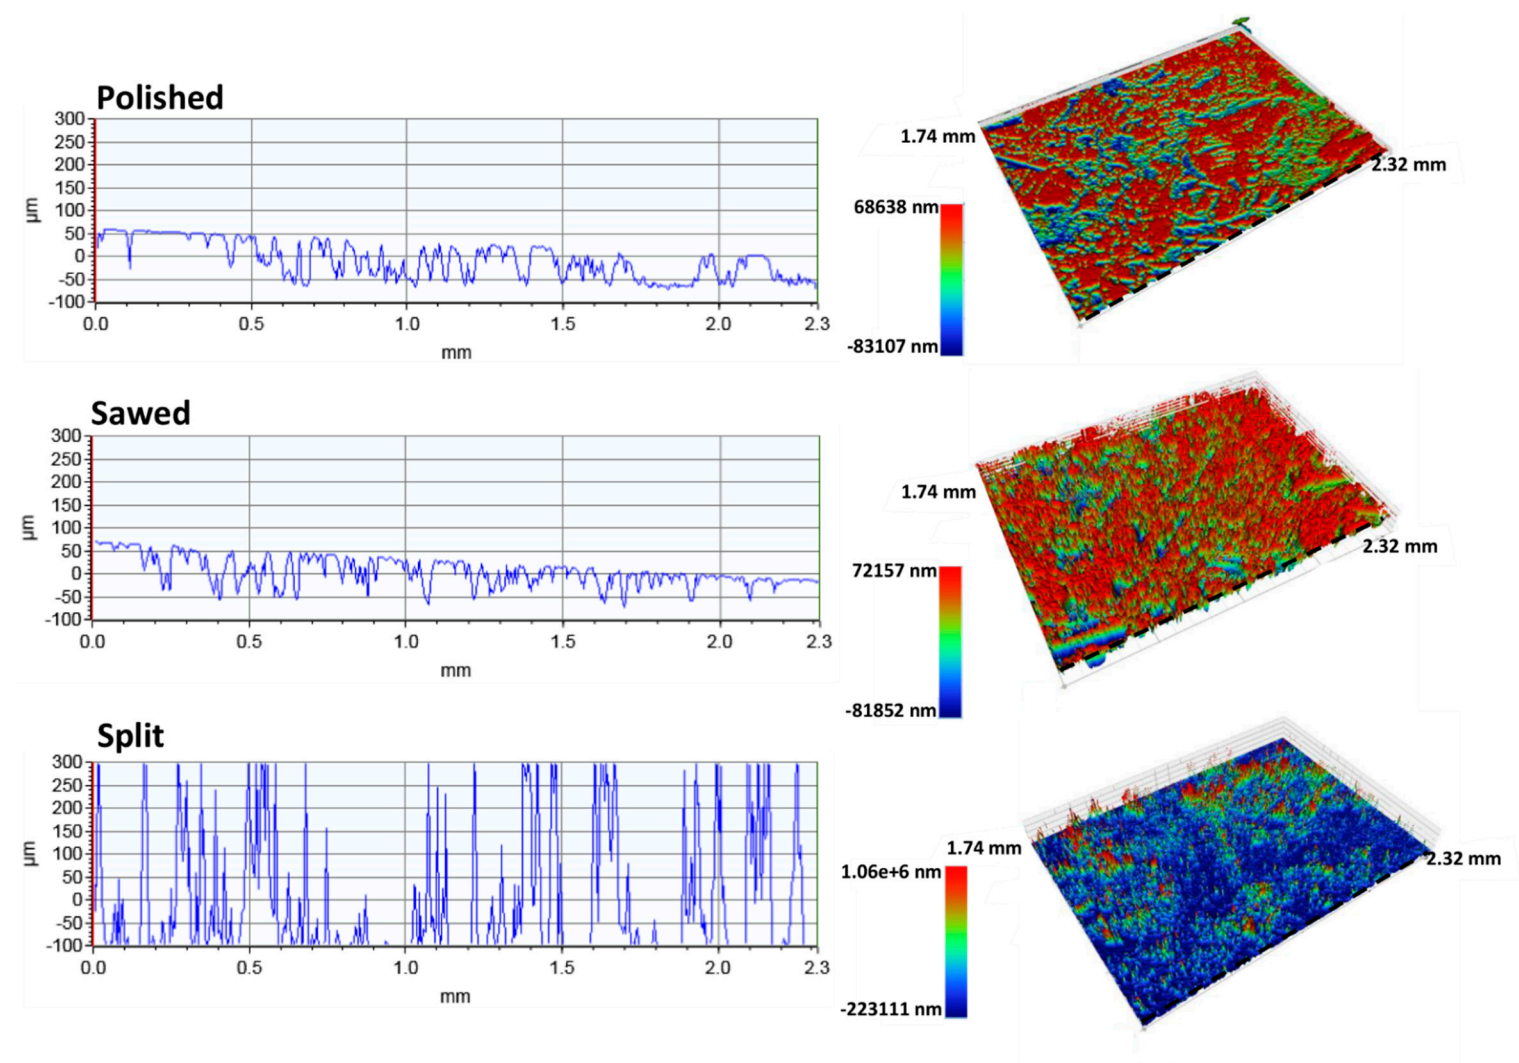 Polished
300
250
200
150
100
50
0
-50
-100
µm
0.0 0.5 1.0 1.5 2.0 2.3
mm
1.74 mm
2.32 mm
68638 nm
-83107 nm
Sawed
300
250
200
150
100
50
0
-50
-100
µm
0.0 0.5 1.0 1.5 2.0 2.3
mm
1.74 mm
2.32 mm
72157 nm
-81852 nm
Split
300
250
200
150
100
50
0
-50
-100
µm
0.0 0.5 1.0 1.5 2.0 2.3
mm
1.74 mm
2.32 mm
1.06e+6 nm
-223111 nm